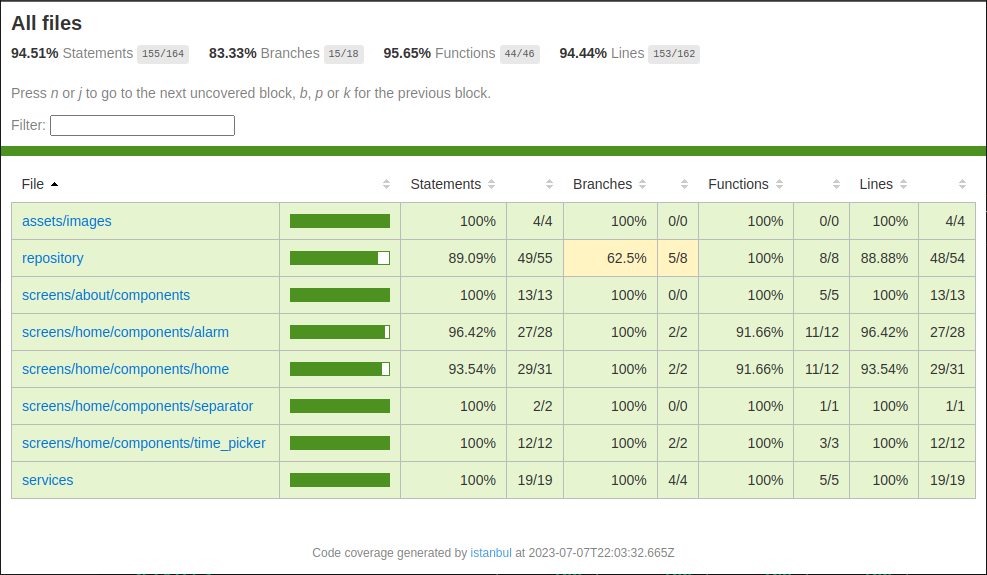 All files
94.51% Statements 155/164 83.33% Branches 15/18 95.65% Functions 44/46 94.44% Lines 153/162
Press n or j to go to the next uncovered block, b, p or k for the previous block.
Filter:
File Statements Branches Functions Lines
assets/images 100% 4/4 100% 0/0 100% 0/0 100% 4/4
repository 89.09% 49/55 62.5% 5/8 100% 8/8 88.88% 48/54
screens/about/components 100% 13/13 100% 0/0 100% 5/5 100% 13/13
screens/home/components/alarm 96.42% 27/28 100% 2/2 91.66% 11/12 96.42% 27/28
screens/home/components/home 93.54% 29/31 100% 2/2 91.66% 11/12 93.54% 29/31
screens/home/components/separator 100% 2/2 100% 0/0 100% 1/1 100% 1/1
screens/home/components/time_picker 100% 12/12 100% 2/2 100% 3/3 100% 12/12
services 100% 19/19 100% 4/4 100% 5/5 100% 19/19
Code coverage generated by istanbul at 2023-07-07T22:03:32.665Z